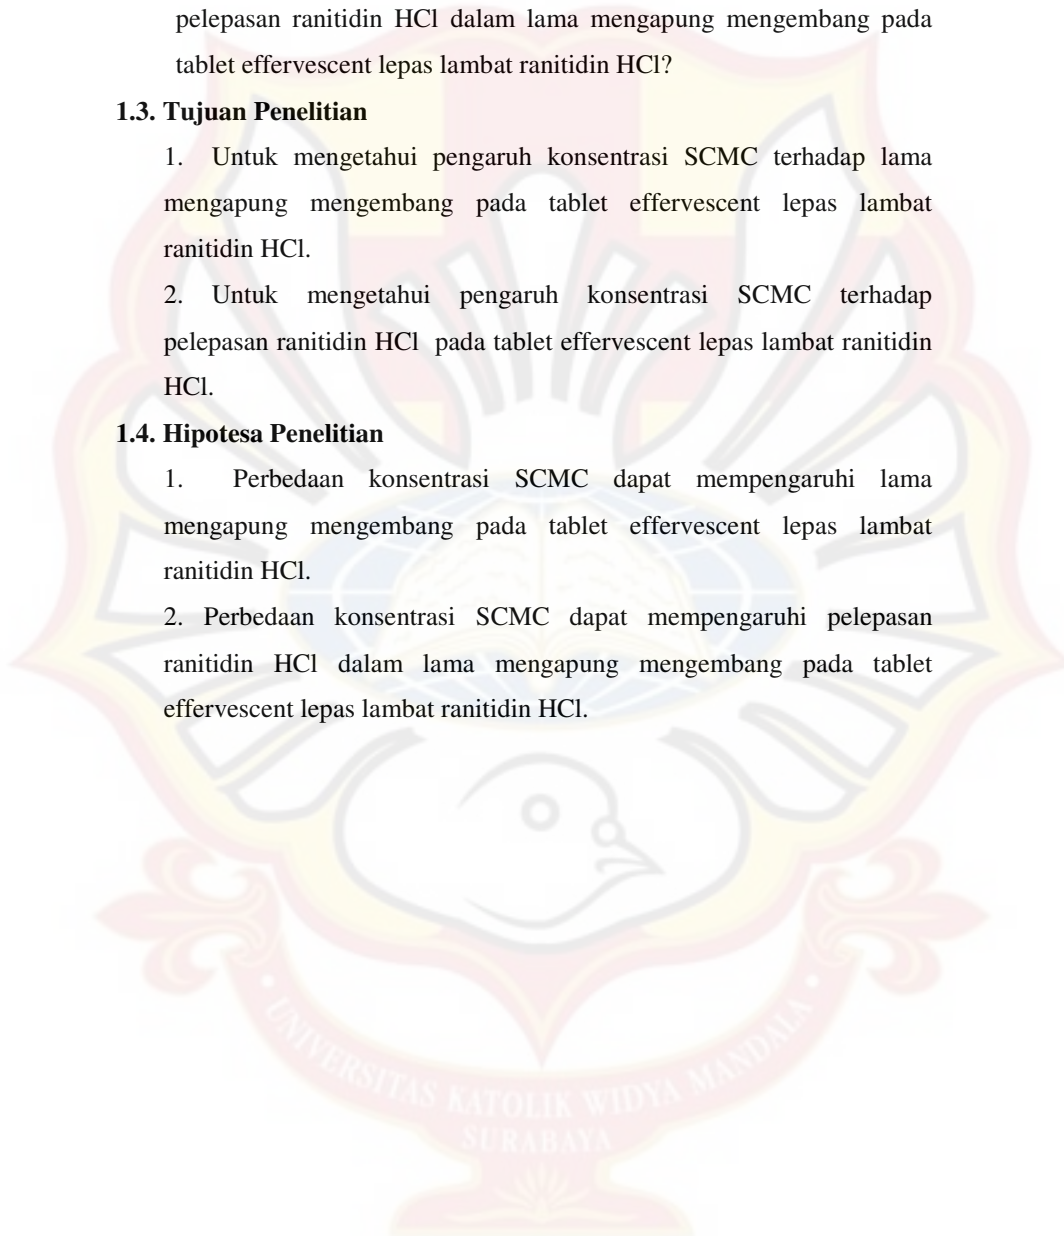 pelepasan ranitidin HCl dalam lama mengapung mengembang pada
tablet effervescent lepas lambat ranitidin HCl?
1.3. Tujuan Penelitian
1. Untuk mengetahui pengaruh konsentrasi SCMC terhadap lama
mengapung mengembang pada tablet effervescent lepas lambat
ranitidin HCl.
2. Untuk mengetahui pengaruh konsentrasi SCMC terhadap
pelepasan ranitidin HCl pada tablet effervescent lepas lambat ranitidin
HCl.
1.4. Hipotesa Penelitian
1. Perbedaan konsentrasi SCMC dapat mempengaruhi lama
mengapung mengembang pada tablet effervescent lepas lambat
ranitidin HCl.
2. Perbedaan konsentrasi SCMC dapat mempengaruhi pelepasan
ranitidin HCl dalam lama mengapung mengembang pada tablet
effervescent lepas lambat ranitidin HCl.
• UNIVERSITAS KATOLIK WIDYA MANDALA •
SURABAYA